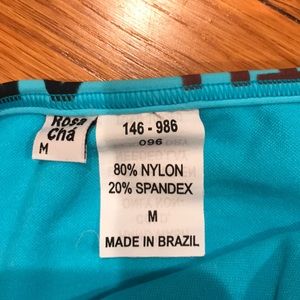 Rosa
Chá
M
146 - 986
096
80% NYLON
20% SPANDEX
M
MADE IN BRAZIL